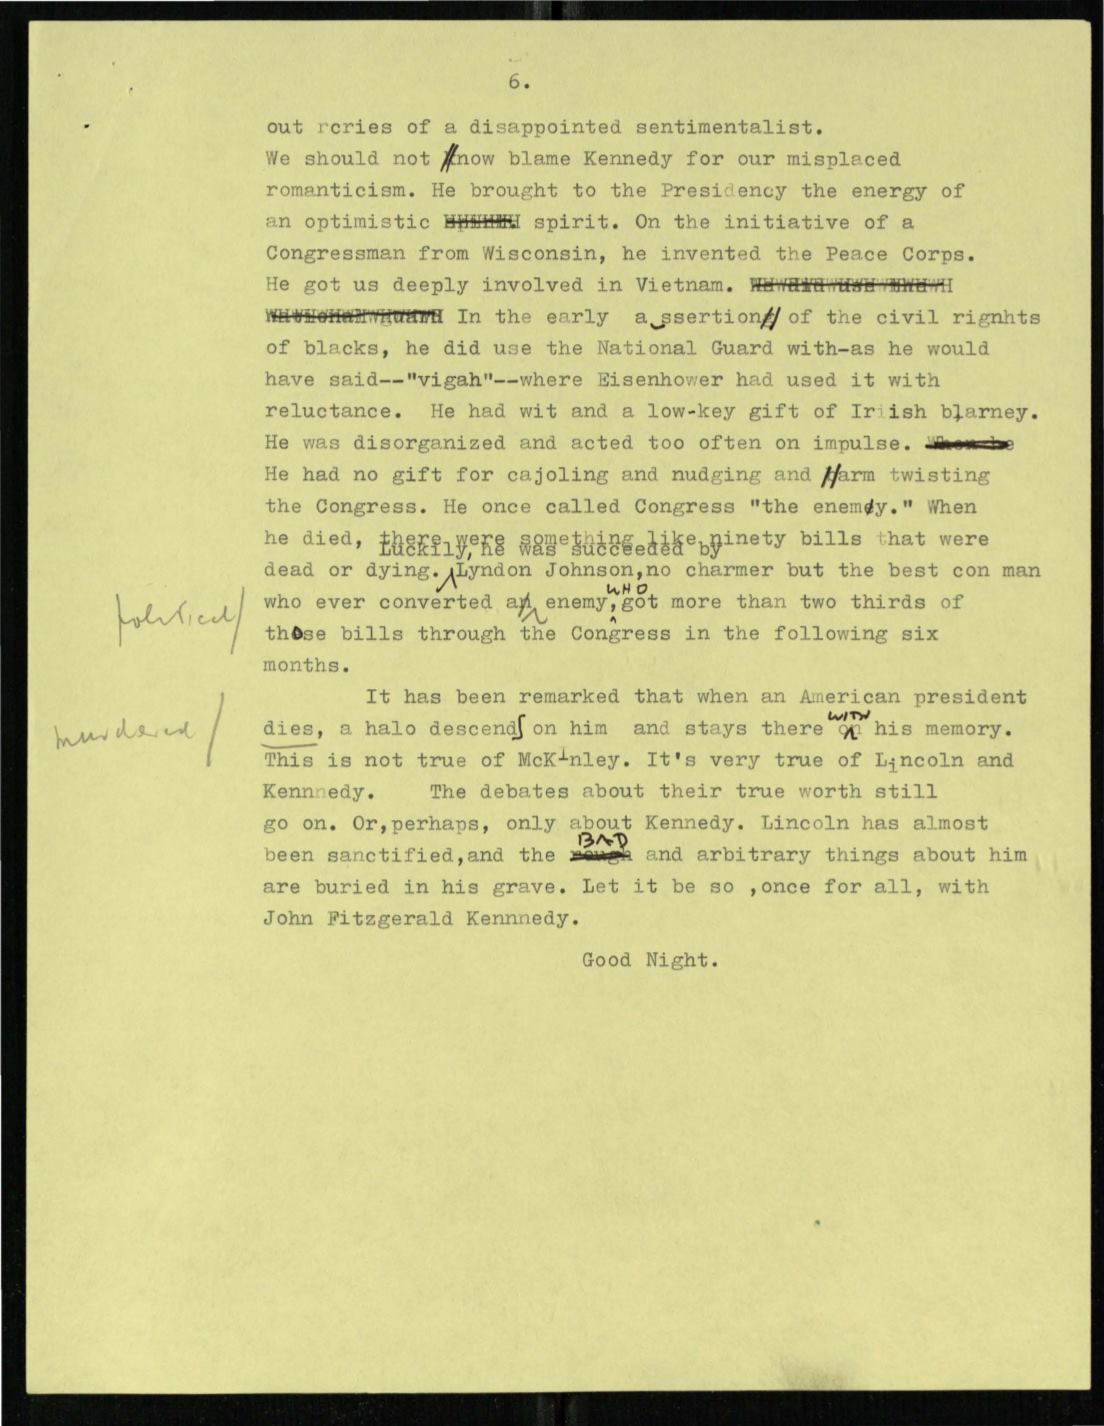 6.
out rcries of a disappointed sentimentalist.
We should not now blame Kennedy for our misplaced
romanticism. He brought to the Presidency the energy of
an optimistic spirit. On the initiative of a
Congressman from Wisconsin, he invented the Peace Corps.
He got us deeply involved in Vietnam.
In the early assertion of the civil rignhts
of blacks, he did use the National Guard with-as he would
have said--"vigah"--where Eisenhower had used it with
reluctance. He had wit and a low-key gift of Iriish blarney.
He was disorganized and acted too often on impulse. When he
He had no gift for cajoling and nudging and arm twisting
the Congress. He once called Congress "the enemy." When
he died, there were something like ninety bills that were
Luckily, he was succeeded by
dead or dying. Lyndon Johnson,no charmer but the best con man
WHO
political/ who ever converted an enemy, got more than two thirds of
those bills through the Congress in the following six
months.
It has been remarked that when an American president
WITH
murdered/ dies, a halo descends on him and stays there on his memory.
This is not true of McKinley. It's very true of Lincoln and
Kennnedy. The debates about their true worth still
go on. Or,perhaps, only about Kennedy. Lincoln has almost
BAD
been sanctified,and the rough and arbitrary things about him
are buried in his grave. Let it be so ,once for all, with
John Fitzgerald Kennnedy.
Good Night.